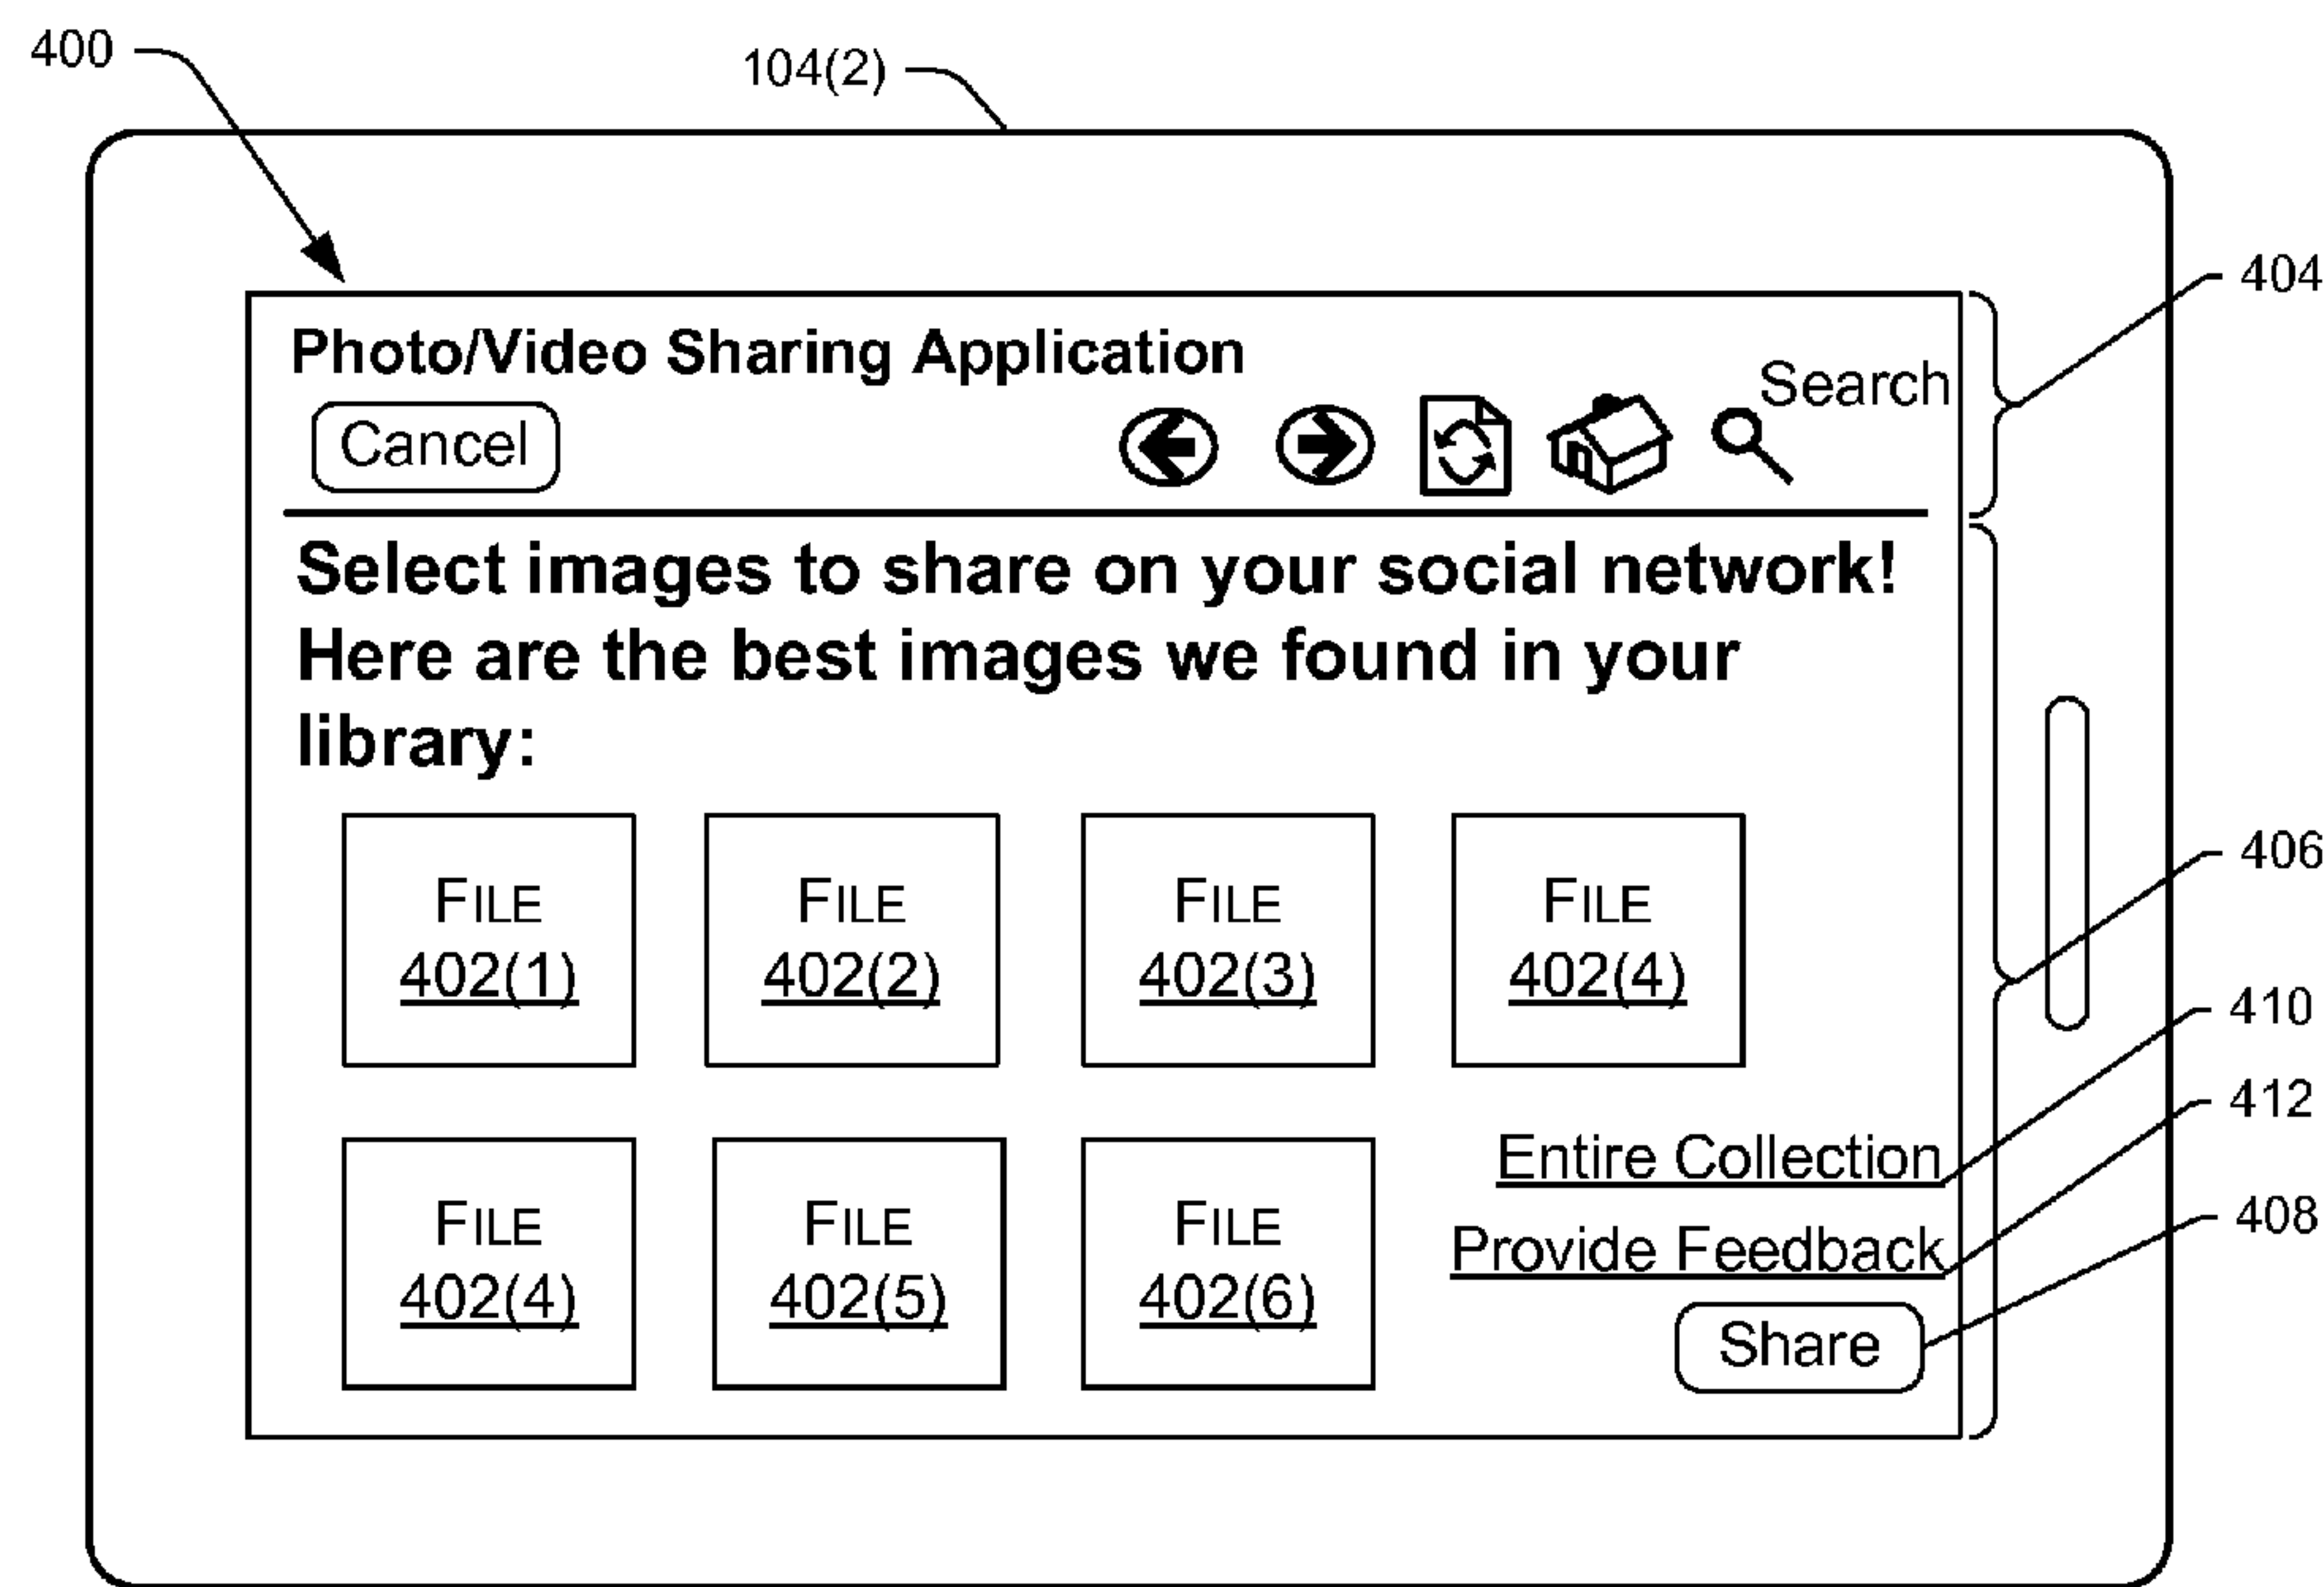 400
104(2)
404
Photo/Video Sharing Application
Search
Cancel
Select images to share on your social network!
Here are the best images we found in your
library:
406
FILE FILE FILE FILE
402(1) 402(2) 402(3) 402(4)
410
412
Entire Collection
408
FILE FILE FILE
Provide Feedback
402(4) 402(5) 402(6)
Share